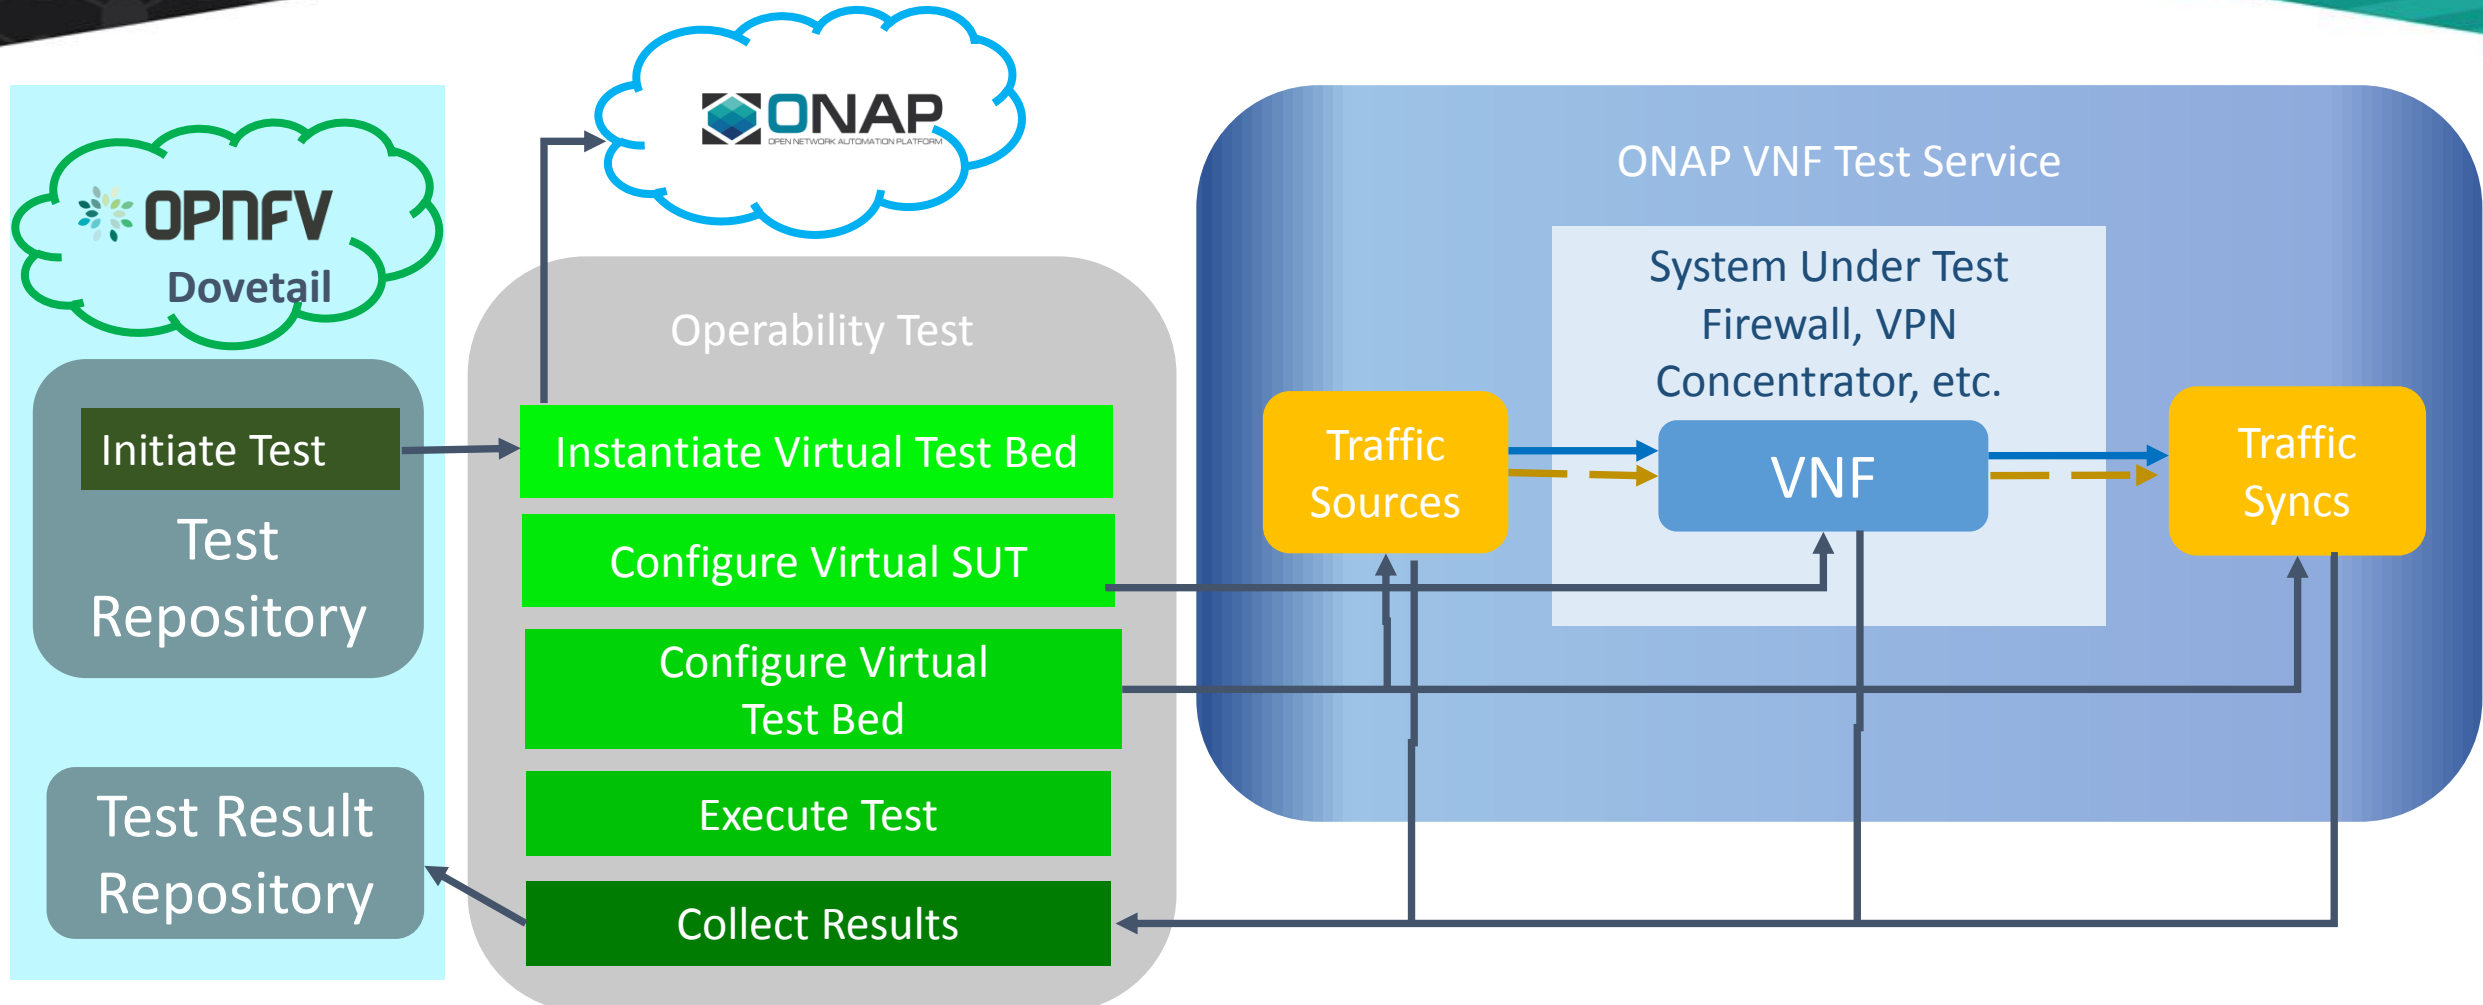 ONAP
OPEN NETWORK AUTOMATION PLATFORM
OPNFV
Dovetail
Initiate Test
Test
Repository
Test Result
Repository
Operability Test
Instantiate Virtual Test Bed
Configure Virtual SUT
Configure Virtual
Test Bed
Execute Test
Collect Results
ONAP VNF Test Service
System Under Test
Firewall, VPN
Concentrator, etc.
Traffic
Sources
VNF
Traffic
Syncs